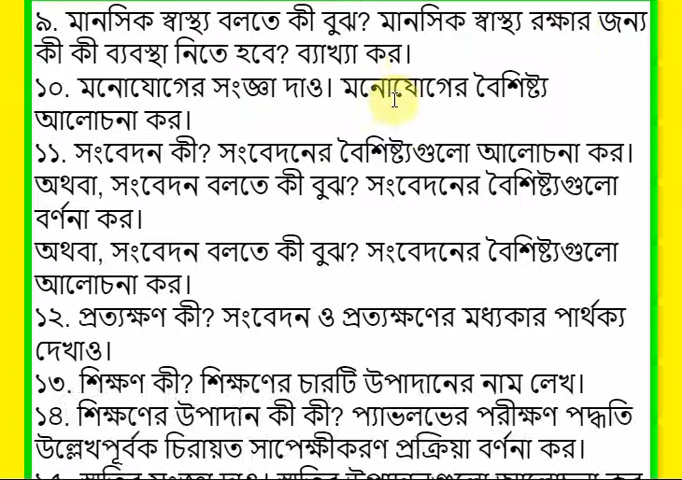 ৯. মানসিক স্বাস্থ্য বলতে কী বুঝ? মানসিক স্বাস্থ্য রক্ষার জন্য
কী কী ব্যবস্থা নিতে হবে? ব্যাখ্যা কর।
১০. মনোযোগের সংজ্ঞা দাও। মনোযোগের বৈশিষ্ট্য
আলোচনা কর।
১১. সংবেদন কী? সংবেদনের বৈশিষ্ট্যগুলো আলোচনা কর।
অথবা, সংবেদন বলতে কী বুঝ? সংবেদনের বৈশিষ্ট্যগুলো
বর্ণনা কর।
অথবা, সংবেদন বলতে কী বুঝ? সংবেদনের বৈশিষ্ট্যগুলো
আলোচনা কর।
১২. প্রত্যক্ষণ কী? সংবেদন ও প্রত্যক্ষণের মধ্যকার পার্থক্য
দেখাও।
১৩. শিক্ষণ কী? শিক্ষণের চারটি উপাদানের নাম লেখ।
১৪. শিক্ষণের উপাদান কী কী? প্যাভলভের পরীক্ষণ পদ্ধতি
উল্লেখপূর্বক চিরায়ত সাপেক্ষীকরণ প্রক্রিয়া বর্ণনা কর।